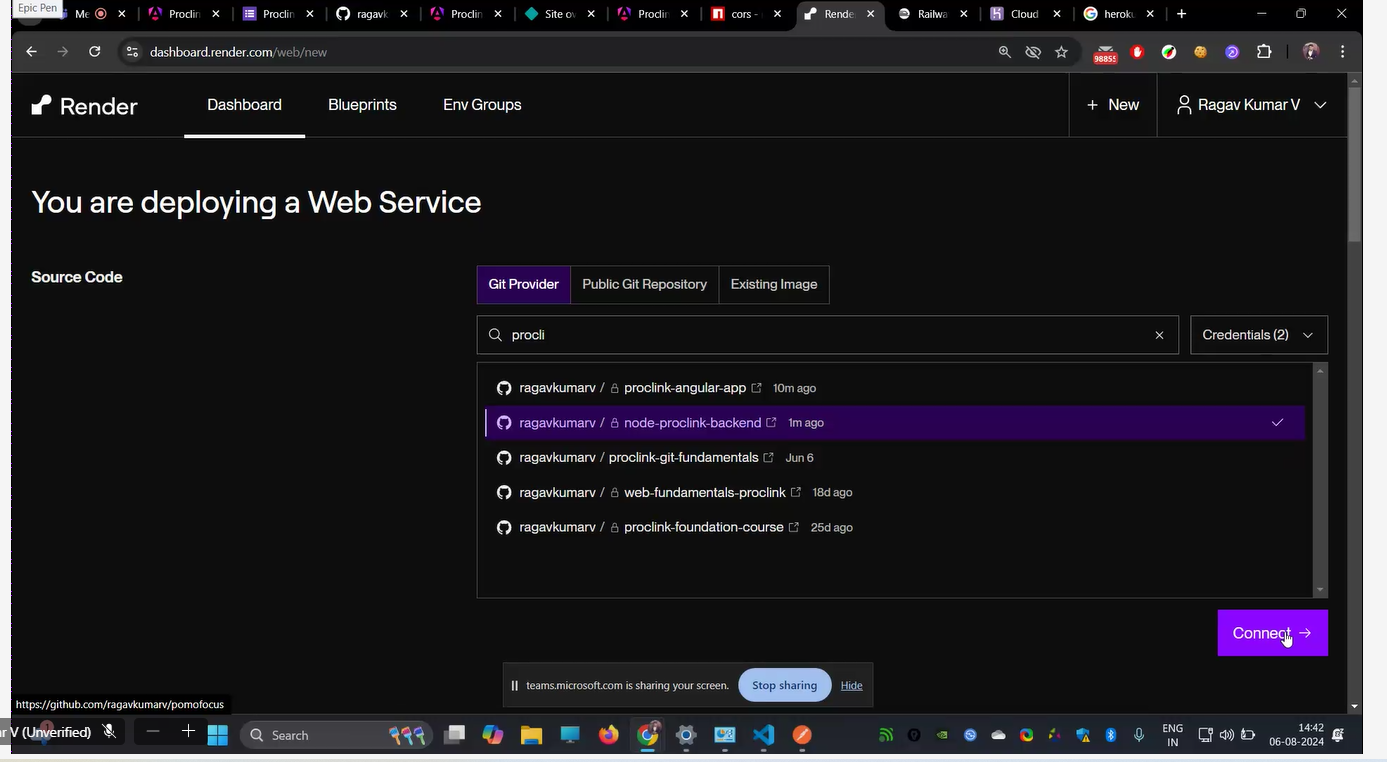 Epic Pen
Me
Proclin
Proclin
ragavk
Proclin
Site ov
Proclin
cors -
Render
Railwa
Cloud
heroku
dashboard.render.com/web/new
Render
Dashboard
Blueprints
Env Groups
+ New
Ragav Kumar V
You are deploying a Web Service
Source Code
Git Provider
Public Git Repository
Existing Image
procli
Credentials (2)
ragavkumarv / proclink-angular-app 10m ago
ragavkumarv / node-proclink-backend 1m ago
ragavkumarv / proclink-git-fundamentals Jun 6
ragavkumarv / web-fundamentals-proclink 18d ago
ragavkumarv / proclink-foundation-course 25d ago
Connect →
teams.microsoft.com is sharing your screen.
Stop sharing
Hide
https://github.com/ragavkumarv/pomofocus
ar V (Unverified)
Search
ENG
IN
14:42
06-08-2024